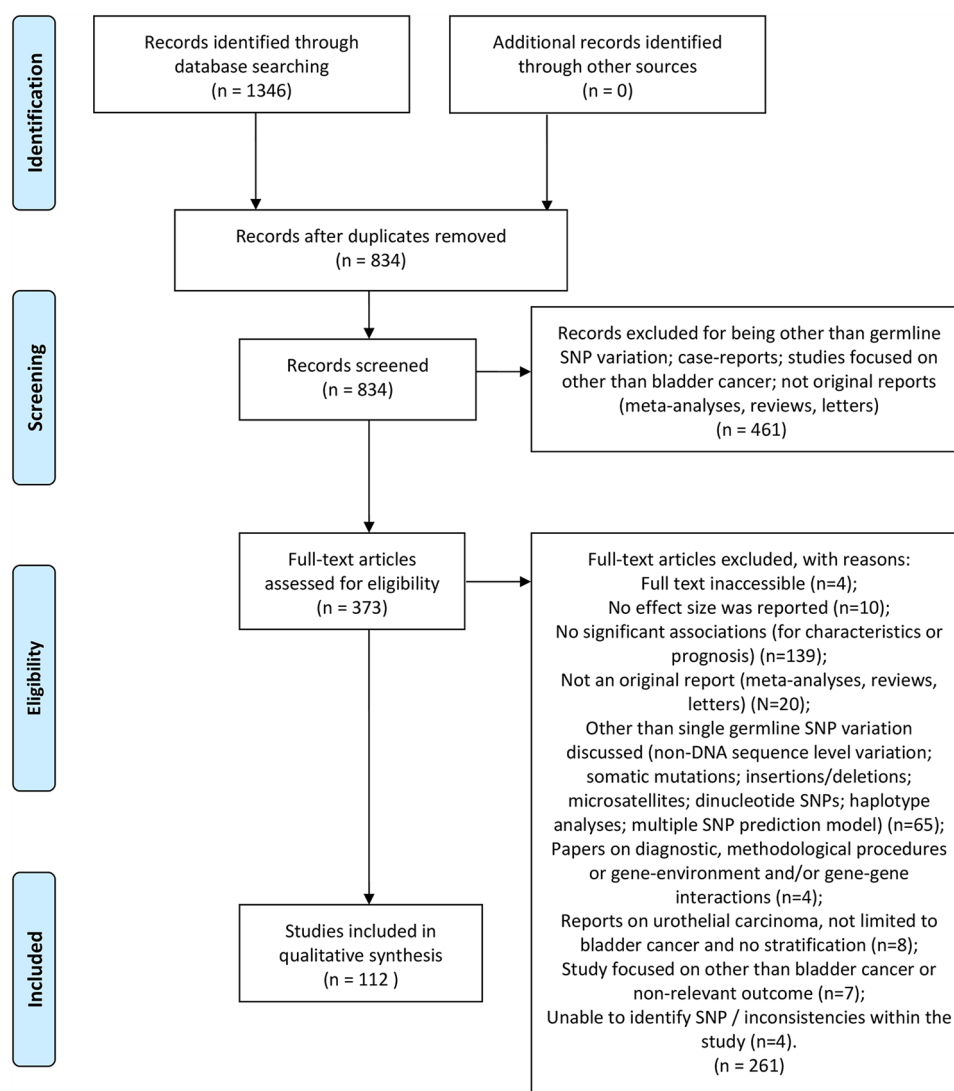 Identification
Records identified through
database searching
(n = 1346)
Additional records identified
through other sources
(n = 0)
Records after duplicates removed
(n = 834)
Screening
Records screened
(n = 834)
Records excluded for being other than germline
SNP variation; case-reports; studies focused on
other than bladder cancer; not original reports
(meta-analyses, reviews, letters)
(n = 461)
Eligibility
Full-text articles
assessed for eligibility
(n = 373)
Full-text articles excluded, with reasons:
Full text inaccessible (n=4);
No effect size was reported (n=10);
No significant associations (for characteristics or
prognosis) (n=139);
Not an original report (meta-analyses, reviews,
letters) (N=20);
Other than single germline SNP variation
discussed (non-DNA sequence level variation;
somatic mutations; insertions/deletions;
microsatellites; dinucleotide SNPs; haplotype
analyses; multiple SNP prediction model) (n=65);
Papers on diagnostic, methodological procedures
or gene-environment and/or gene-gene
interactions (n=4);
Reports on urothelial carcinoma, not limited to
bladder cancer and no stratification (n=8);
Study focused on other than bladder cancer or
non-relevant outcome (n=7);
Unable to identify SNP / inconsistencies within the
study (n=4).
(n = 261)
Included
Studies included in
qualitative synthesis
(n = 112 )